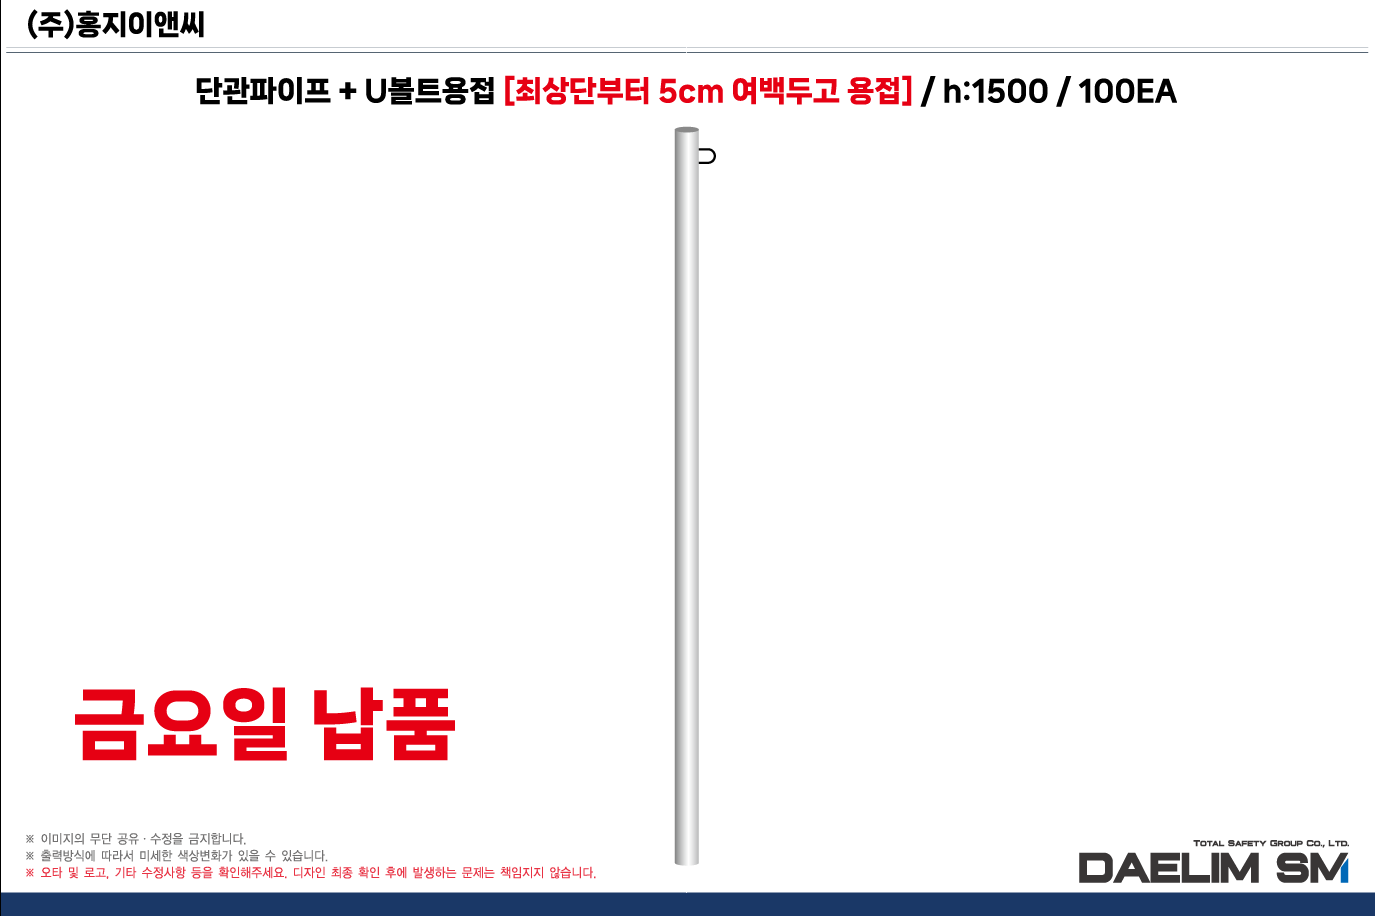 (주)홍지이앤씨
단관파이프 + U볼트용접 [최상단부터 5cm 여백두고 용접] / h:1500 / 100EA
금요일 납품
※ 이미지의 무단 공유 · 수정을 금지합니다.
※ 출력방식에 따라서 미세한 색상변화가 있을 수 있습니다.
※ 오타 및 로고, 기타 수정사항 등을 확인해주세요. 디자인 최종 확인 후에 발생하는 문제는 책임지지 않습니다.
TOTAL SAFETY GROUP CO., LTD.
DAELIM SM